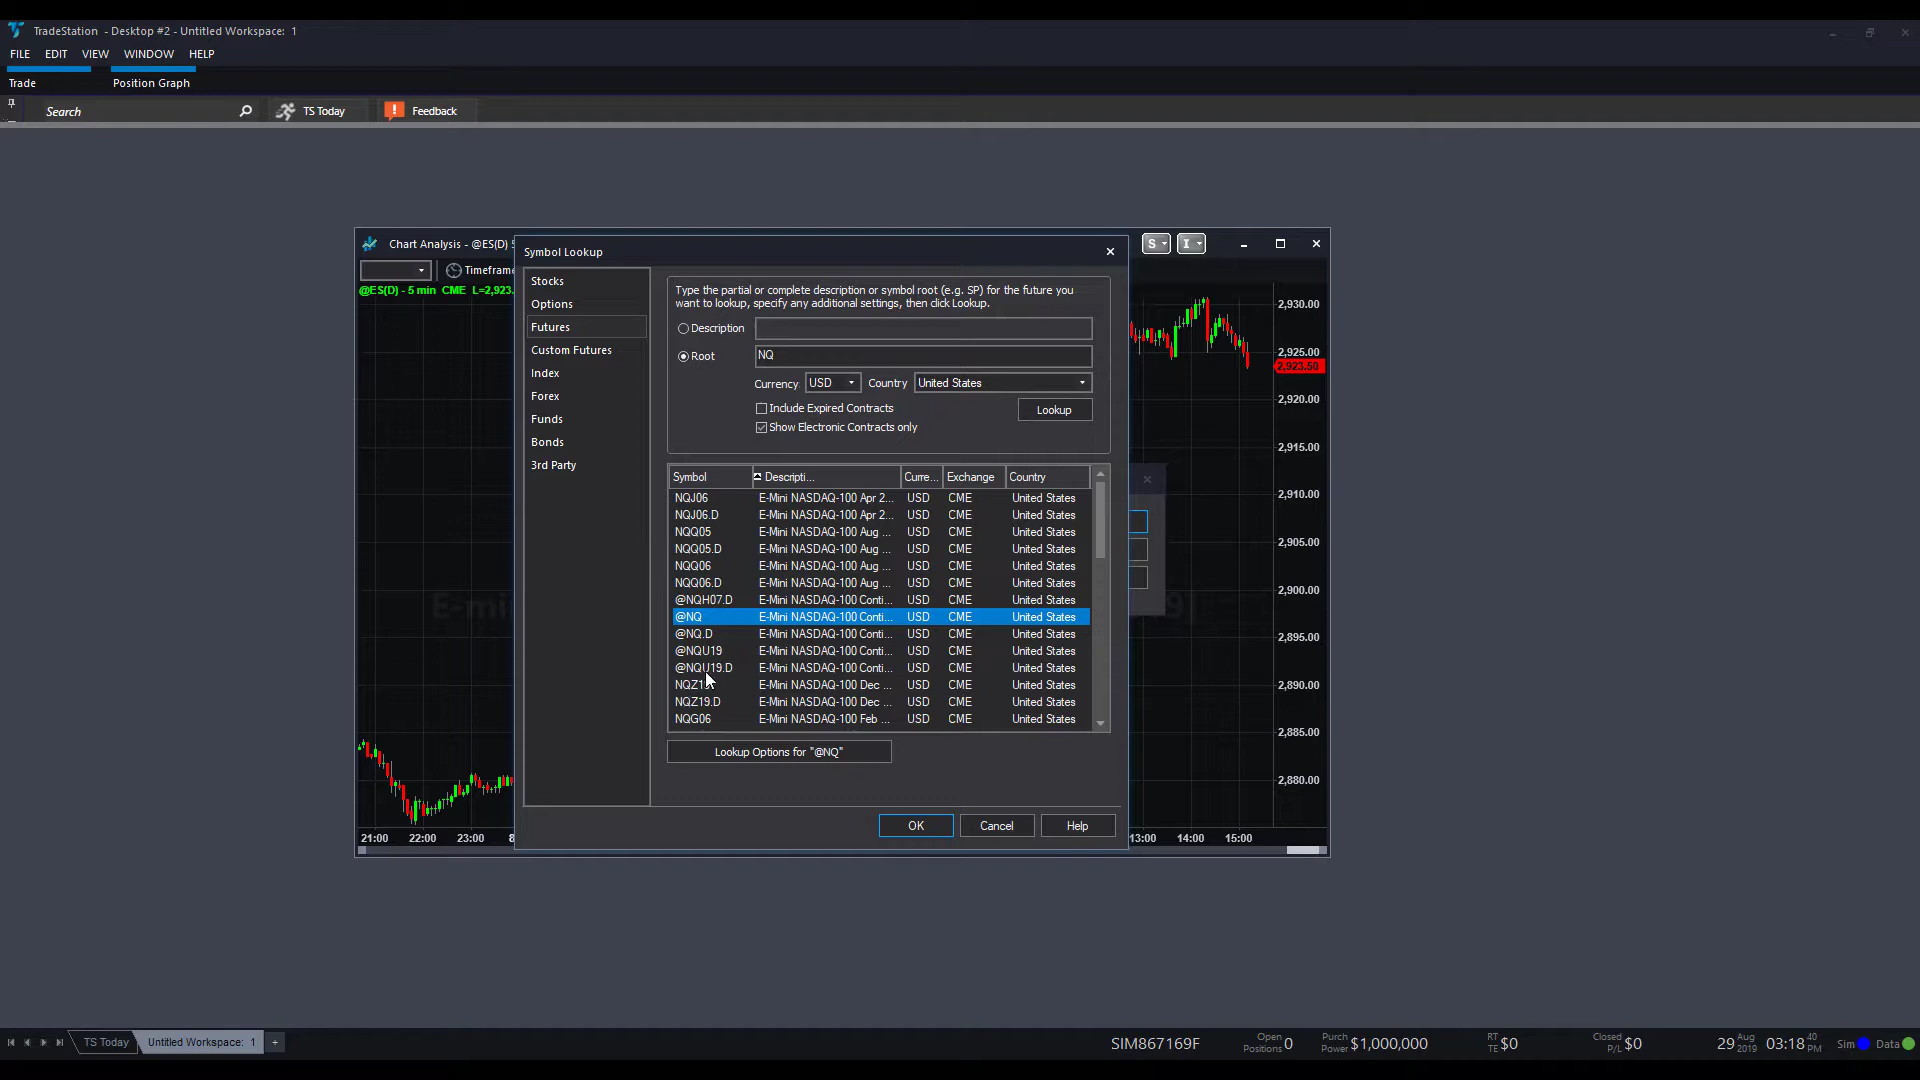 TradeStation - Desktop #2 - Untitled Workspace: 1
FILE EDIT VIEW WINDOW HELP
Trade Position Graph
Search TS Today Feedback
Chart Analysis - @ES(D) 5
S I
Symbol Lookup
Timeframe
@ES(D) - 5 min CME L=2,923.
Stocks
Options
Futures
Custom Futures
Index
Forex
Funds
Bonds
3rd Party
Type the partial or complete description or symbol root (e.g. SP) for the future you
want to lookup, specify any additional settings, then click Lookup.
Description
Root NQ
Currency USD Country United States
Include Expired Contracts
Lookup
Show Electronic Contracts only
Symbol Descripti... Curre... Exchange Country
NQJ06 E-Mini NASDAQ-100 Apr 2... USD CME United States
NQJ06.D E-Mini NASDAQ-100 Apr 2... USD CME United States
NQQ05 E-Mini NASDAQ-100 Aug ... USD CME United States
NQQ05.D E-Mini NASDAQ-100 Aug ... USD CME United States
NQQ06 E-Mini NASDAQ-100 Aug ... USD CME United States
NQQ06.D E-Mini NASDAQ-100 Aug ... USD CME United States
@NQH07.D E-Mini NASDAQ-100 Conti... USD CME United States
@NQ E-Mini NASDAQ-100 Conti... USD CME United States
@NQ.D E-Mini NASDAQ-100 Conti... USD CME United States
@NQU19 E-Mini NASDAQ-100 Conti... USD CME United States
@NQU19.D E-Mini NASDAQ-100 Conti... USD CME United States
E-Mini NASDAQ-100 Dec ... USD CME United States
NQZ19.D E-Mini NASDAQ-100 Dec ... USD CME United States
NQG06 E-Mini NASDAQ-100 Feb ... USD CME United States
Lookup Options for "@NQ"
OK Cancel Help
2,930.00
2,925.00
2,923.50
2,920.00
2,915.00
2,910.00
2,905.00
2,900.00
2,895.00
2,890.00
2,885.00
2,880.00
21:00 22:00 23:00 8 13:00 14:00 15:00
TS Today Untitled Workspace: 1 +
SIM867169F Open Positions 0 Purch Power $1,000,000 RT TE $0 Closed P/L $0 29 Aug 2019 03:18 40 PM Sim Data